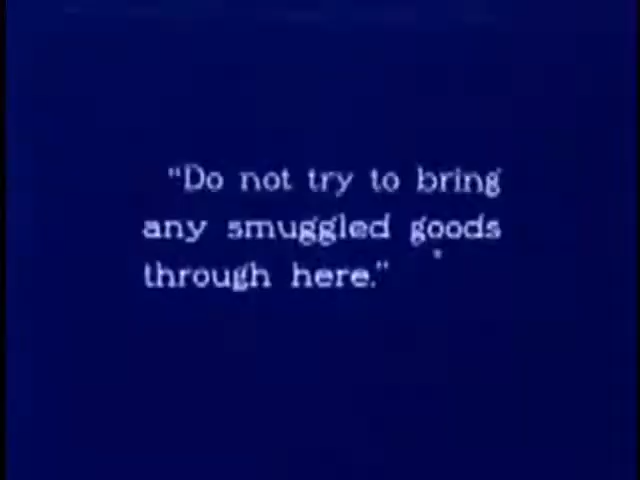 "Do not try to bring
any smuggled goods
through here."